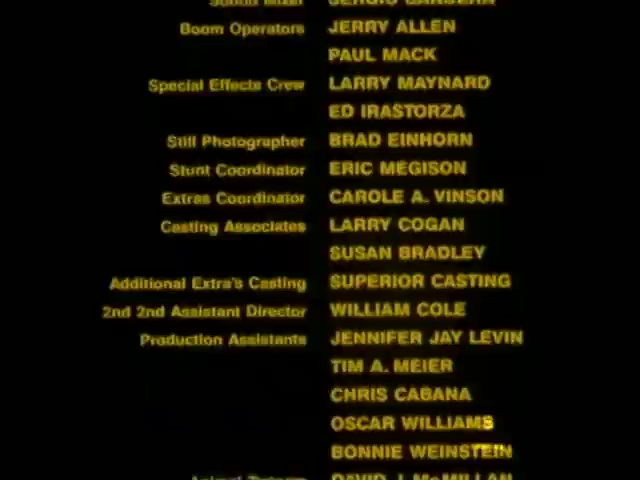 Boom Operators JERRY ALLEN
PAUL MACK
Special Effects Crew LARRY MAYNARD
ED IRASTORZA
Still Photographer BRAD EINHORN
Stunt Coordinator ERIC MEGISON
Extras Coordinator CAROLE A. VINSON
Casting Associates LARRY COGAN
SUSAN BRADLEY
Additional Extra's Casting SUPERIOR CASTING
2nd 2nd Assistant Director WILLIAM COLE
Production Assistants JENNIFER JAY LEVIN
TIM A. MEIER
CHRIS CABANA
OSCAR WILLIAMS
BONNIE WEINSTEIN
DAVID J. McMILLAN